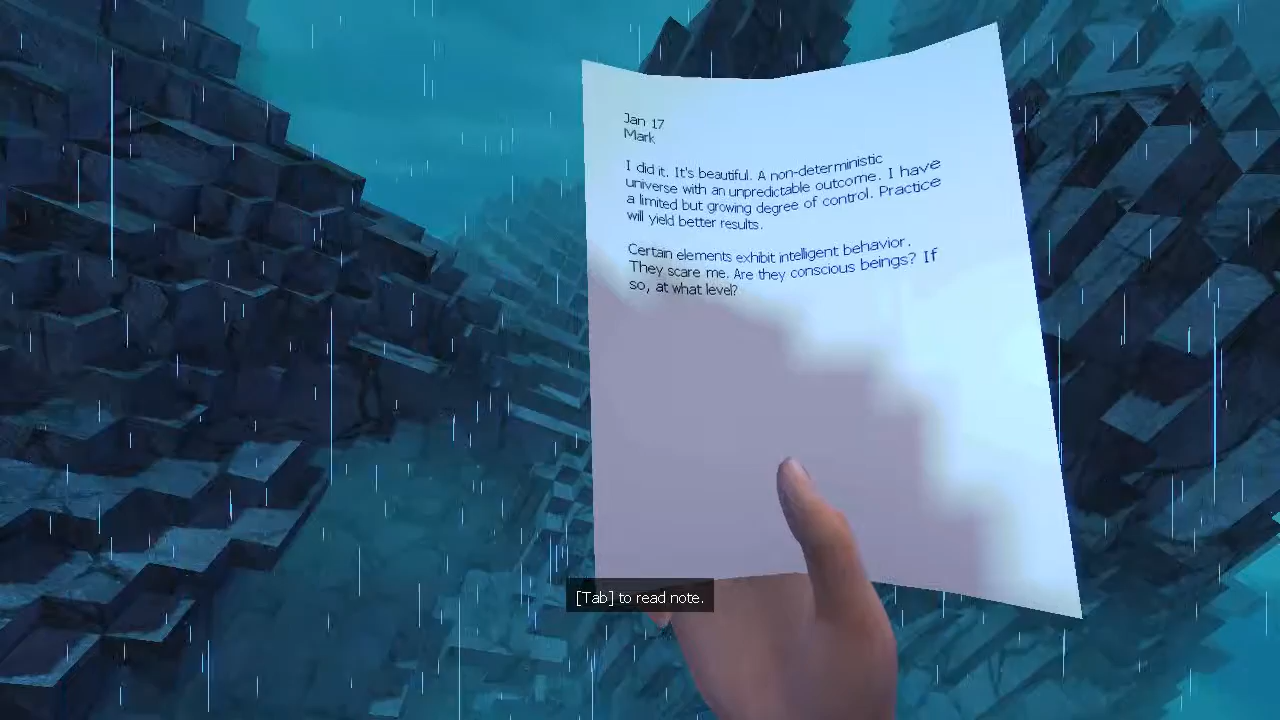 Jan 17
Mark
I did it. It's beautiful. A non-deterministic
universe with an unpredictable outcome. I have
a limited but growing degree of control. Practice
will yield better results.
Certain elements exhibit intelligent behavior.
They scare me. Are they conscious beings? If
so, at what level?
[Tab] to read note.